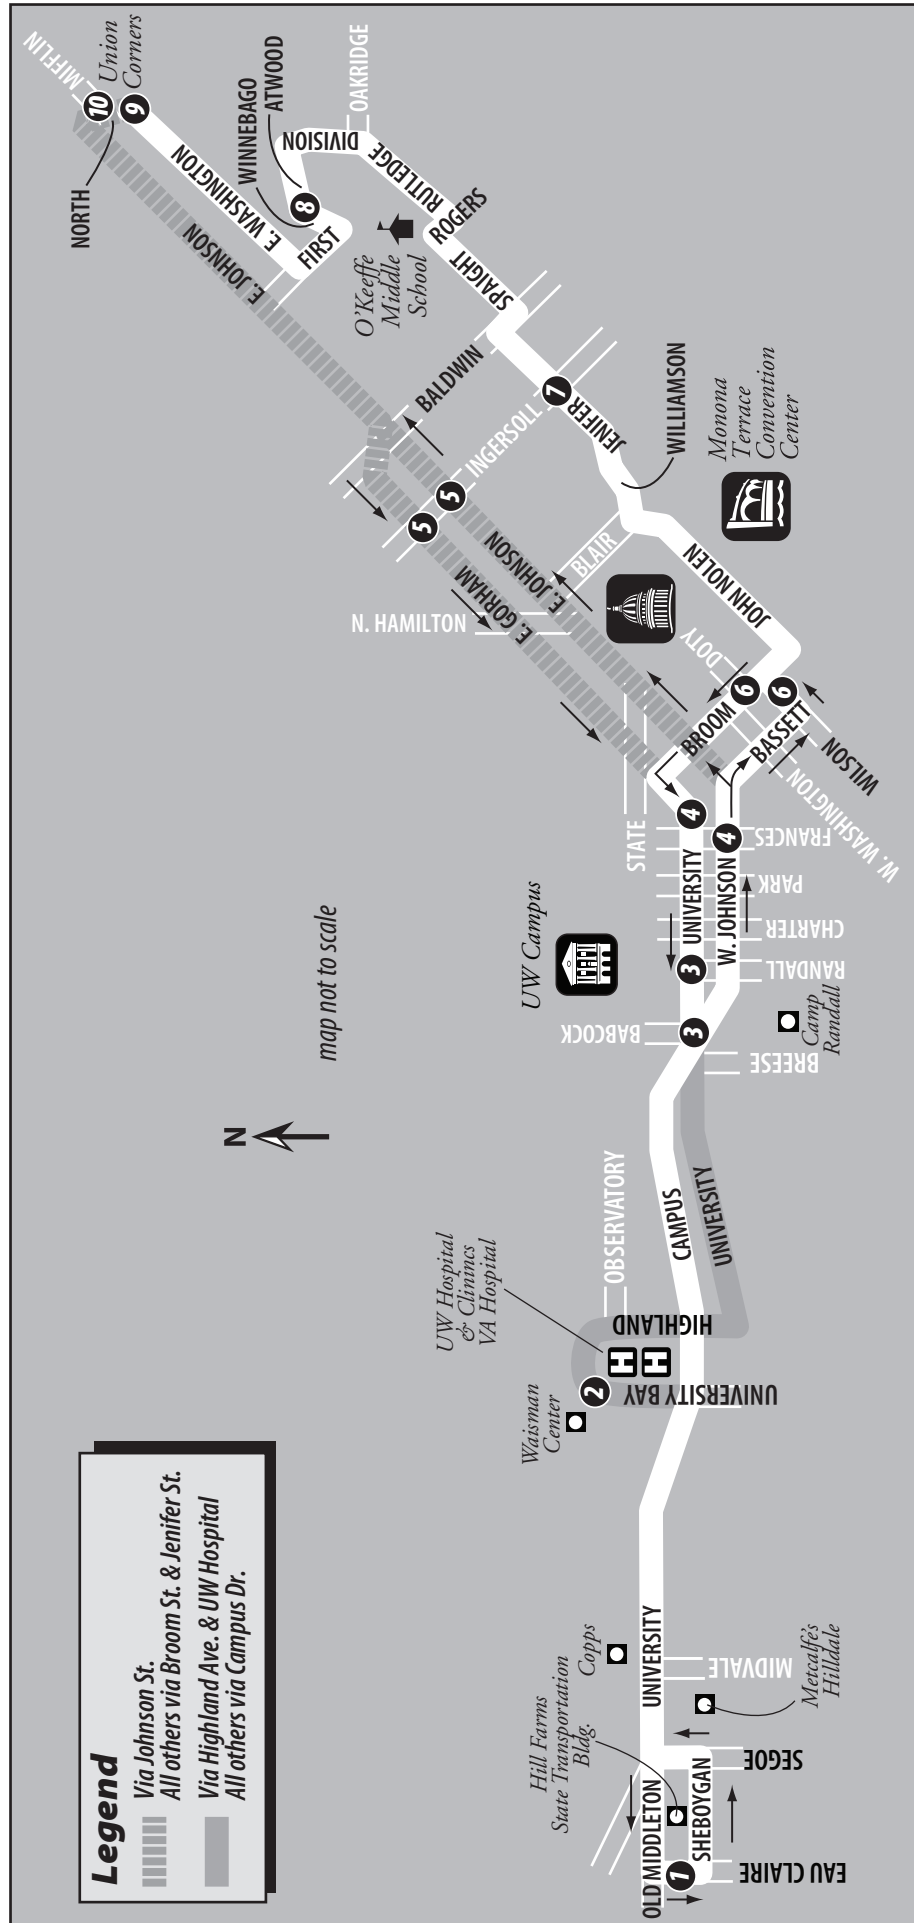 Legend
Via Johnson St.
All others via Broom St. & Jenifer St.
Via Highland Ave. & UW Hospital
All others via Campus Dr.
N
map not to scale
OLD MIDDLETON
1
SHEBOYGAN
EAU CLAIRE
SEGOE
Hill Farms
State Transportation
Bldg.
Copps
UNIVERSITY
MIDVALE
Metcalfe's
Hilldale
Waisman
Center
2
UNIVERSITY BAY
H
H
HIGHLAND
UW Hospital
& Clinincs
VA Hospital
OBSERVATORY
CAMPUS
UNIVERSITY
BREESE
BABCOCK
3
3
Camp
Randall
RANDALL
CHARTER
PARK
FRANCES
UW Campus
UNIVERSITY
W. JOHNSON
4
4
STATE
W. WASHINGTON
WILSON
BASSETT
BROOM
6
6
DOTY
JOHN NOLEN
Monona
Terrace
Convention
Center
WILLIAMSON
N. HAMILTON
E. GORHAM
E. JOHNSON
BLAIR
5
5
INGERSOLL
JENIFER
7
BALDWIN
SPAIGHT
ROGERS
RUTLEDGE
O'Keeffe
Middle
School
OAKRIDGE
DIVISION
FIRST
8
WINNEBAGO
ATWOOD
E. JOHNSON
E. WASHINGTON
NORTH
9
10
Union
Corners
MIFFLIN